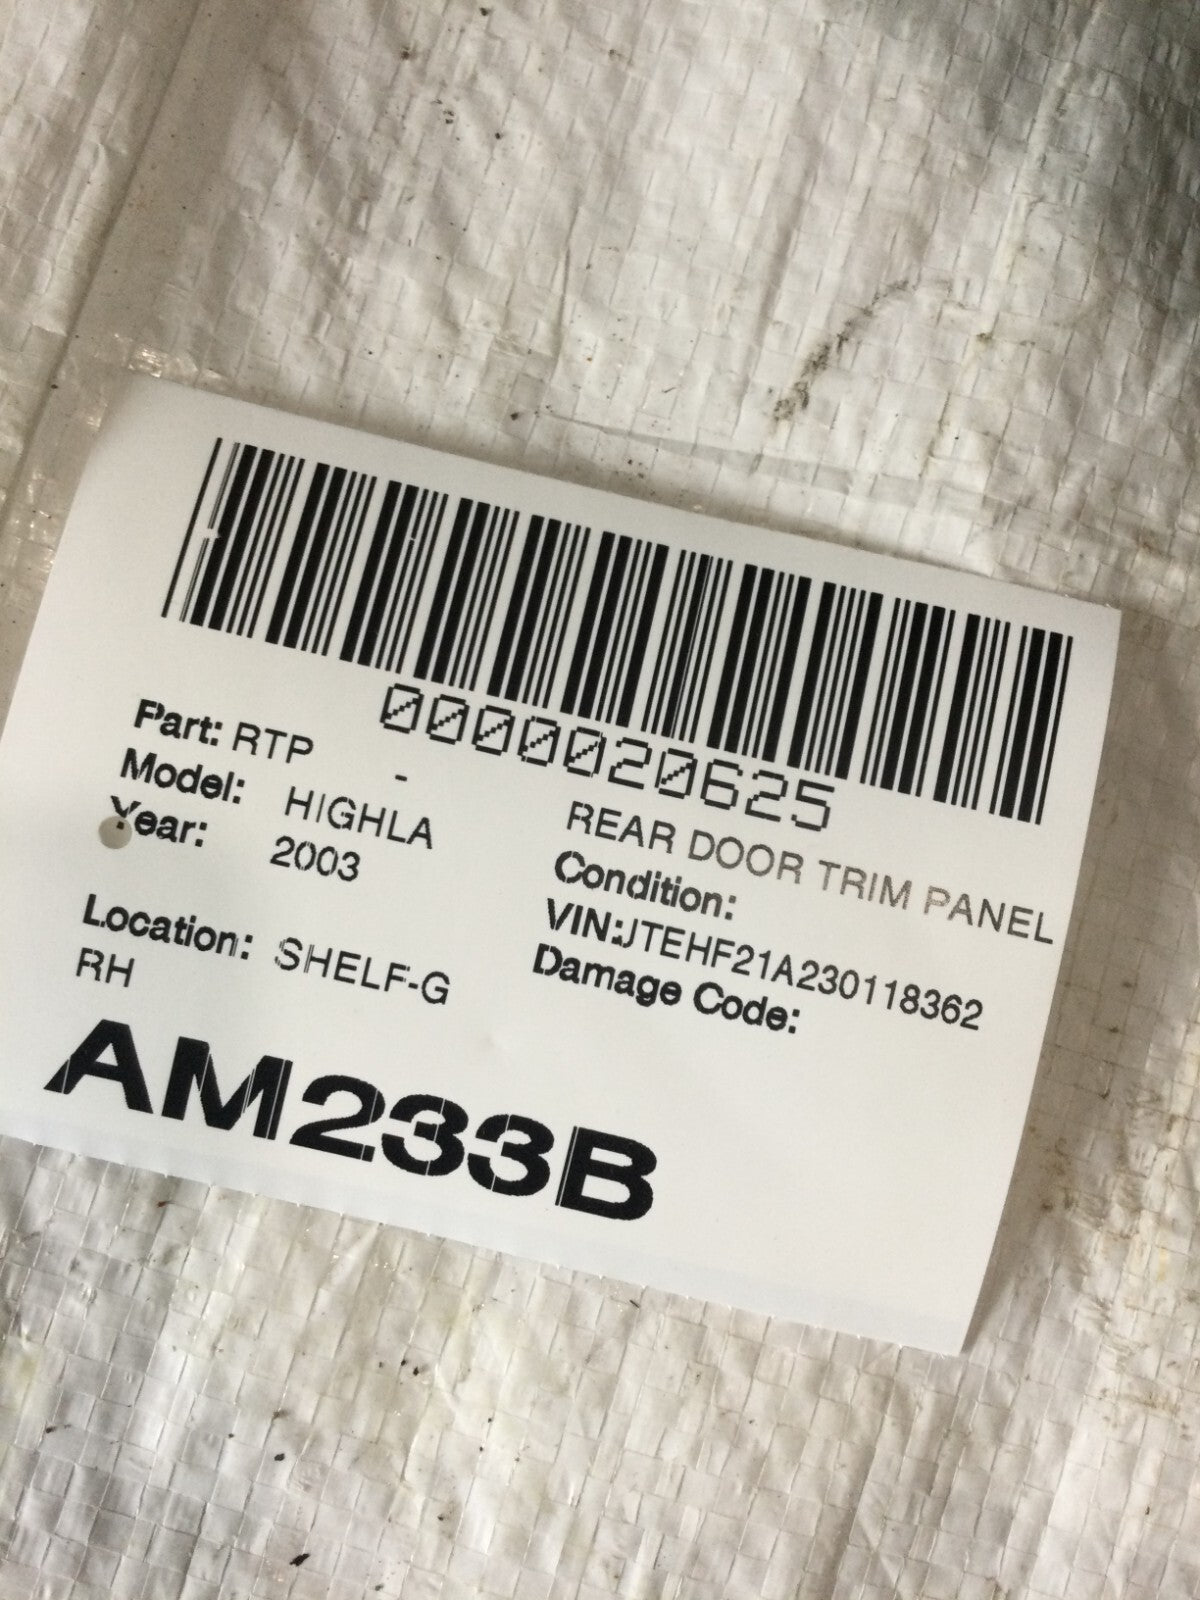 0000020625
Part: RTP - REAR DOOR TRIM PANEL
Model: HIGHLA Condition:
Year: 2003 VIN:JTEHF21A230118362
Damage Code:
Location: SHELF-G
RH
AM233B